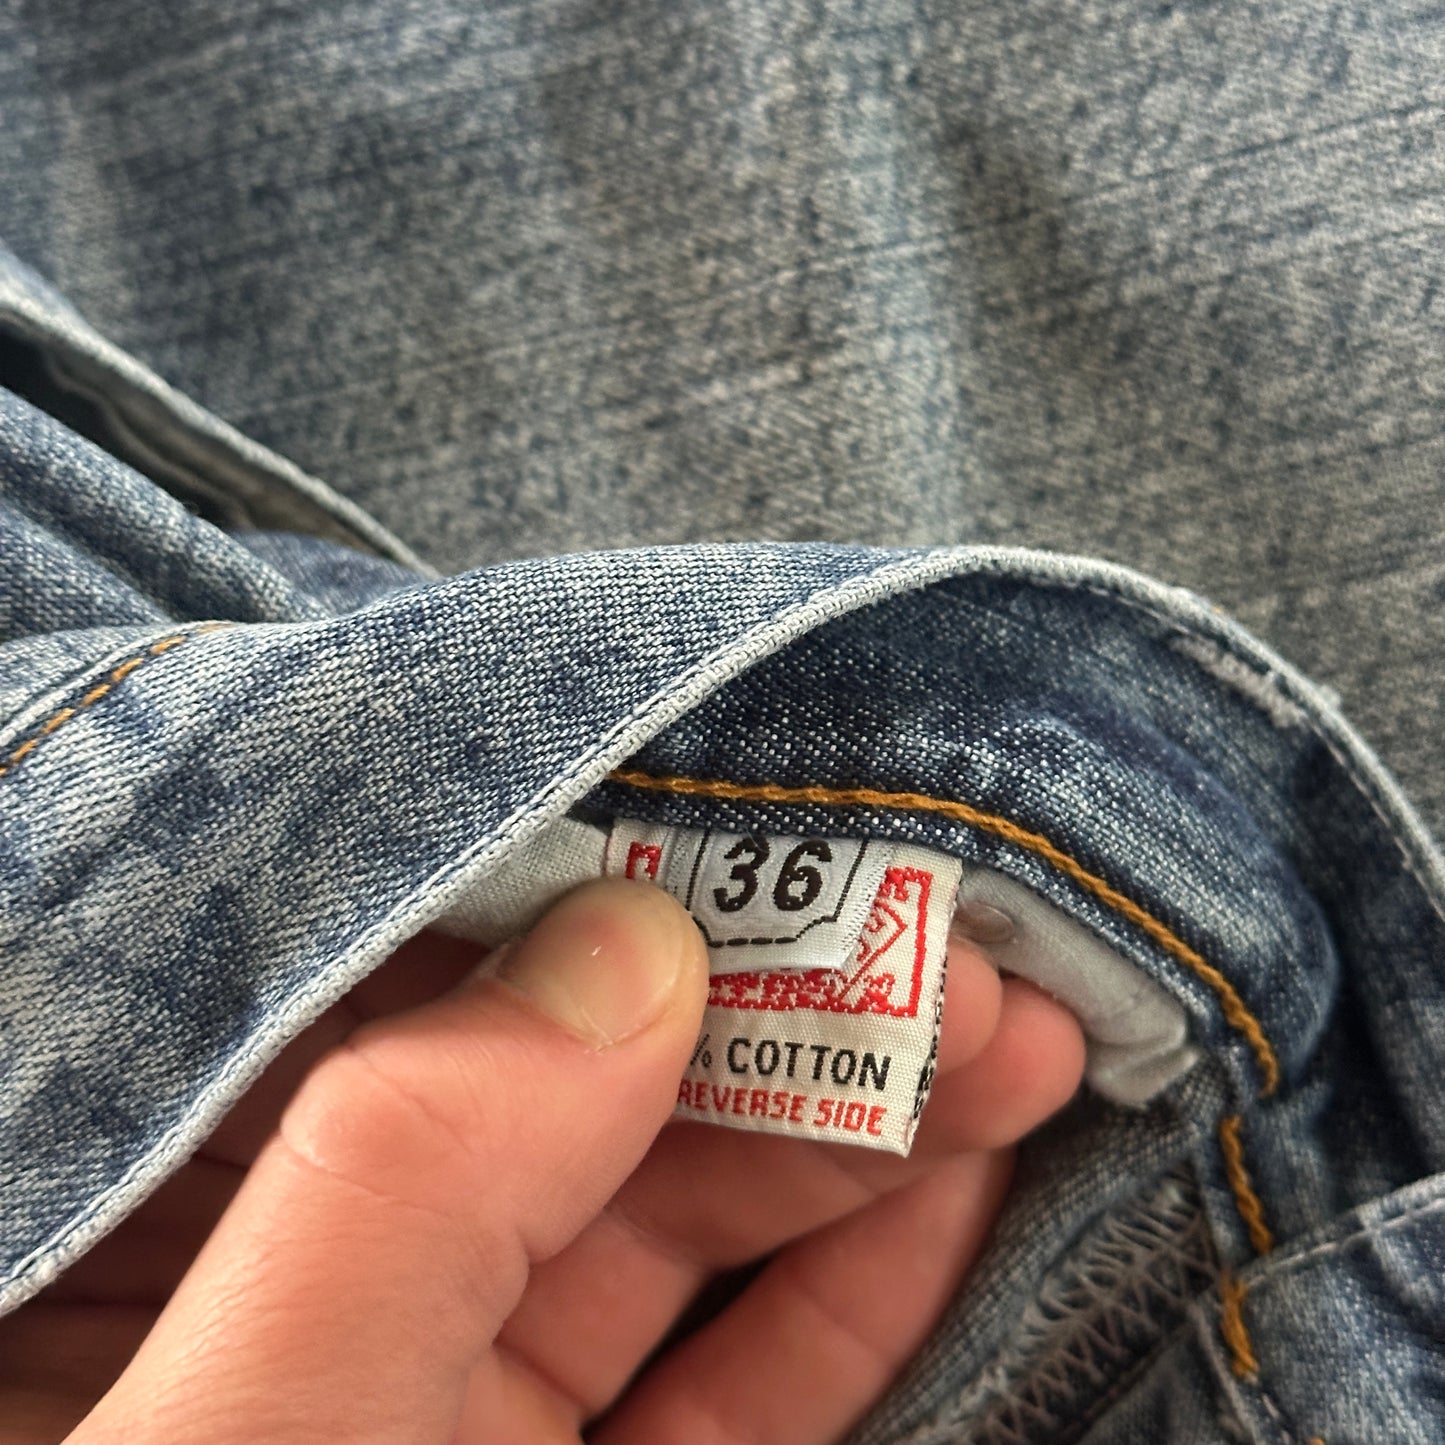 36
% COTTON
REVERSE SIDE